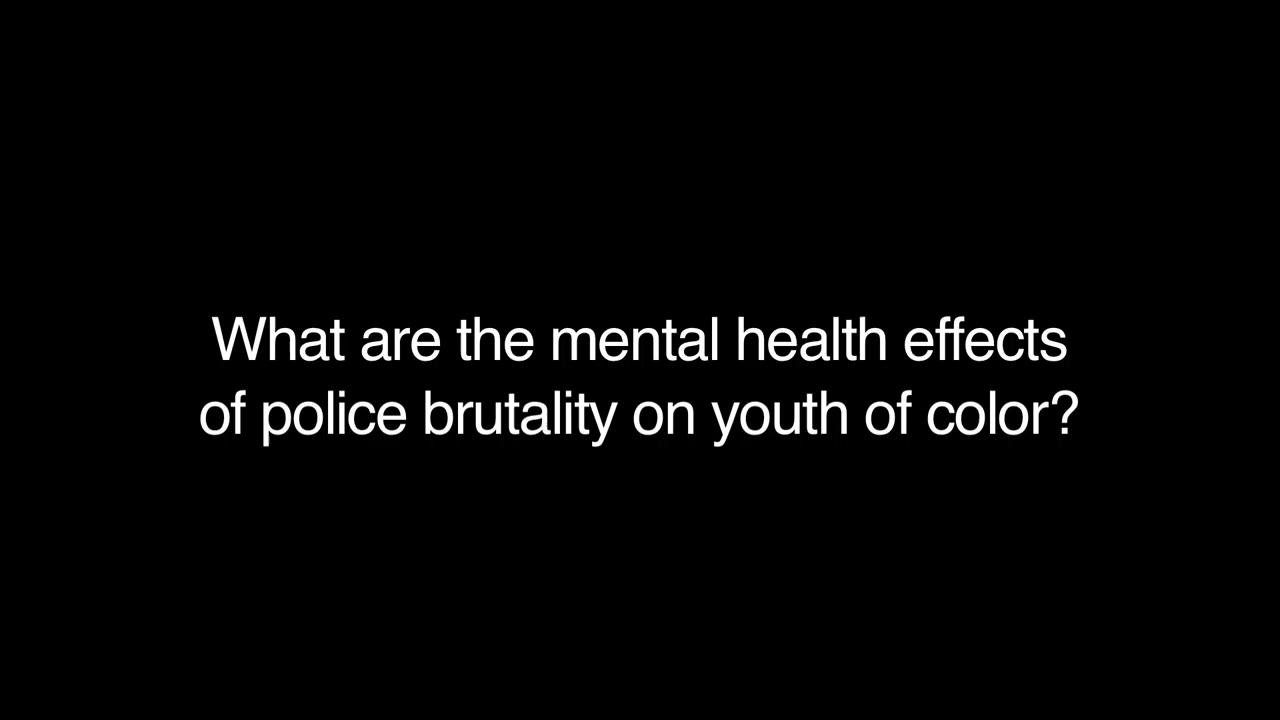 What are the mental health effects
of police brutality on youth of color?